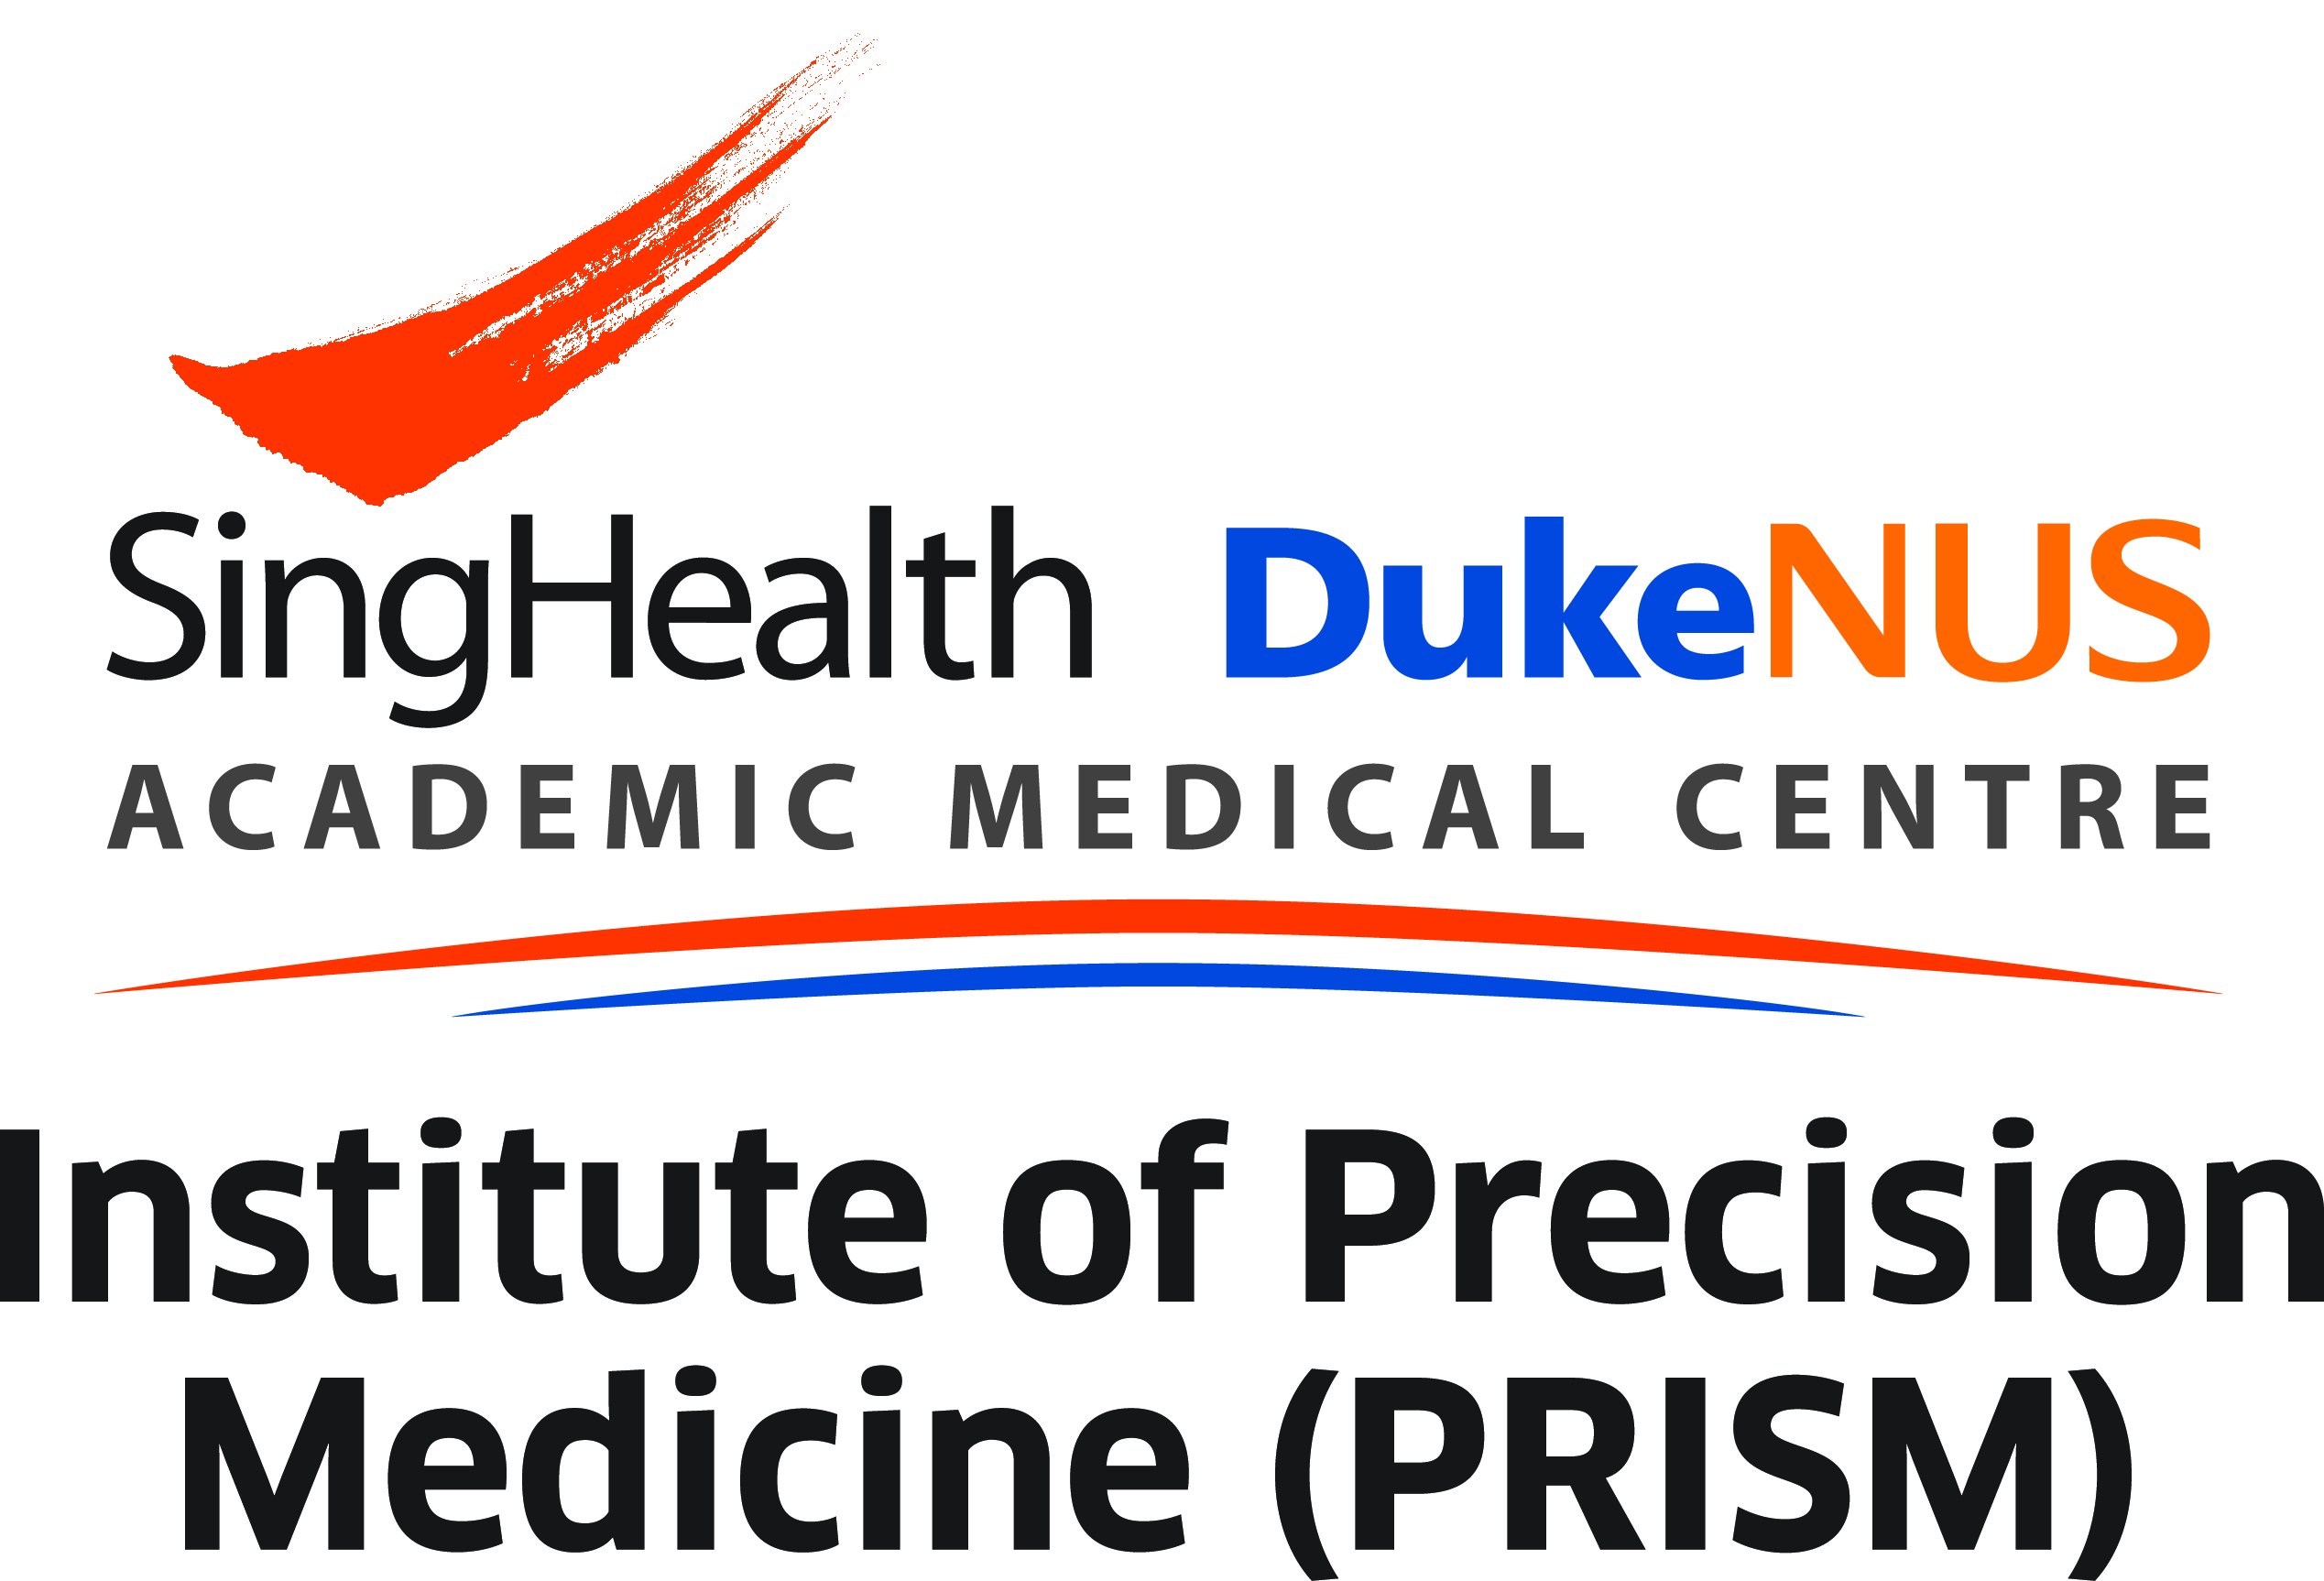 SingHealth DukeNUS
ACADEMIC MEDICAL CENTRE
Institute of Precision
Medicine (PRISM)